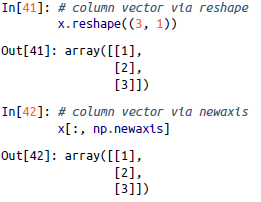 In[41]: # column vector via reshape
        x.reshape((3, 1))
Out[41]: array([[1],
                [2],
                [3]])
In[42]: # column vector via newaxis
        x[:, np.newaxis]
Out[42]: array([[1],
                [2],
                [3]])